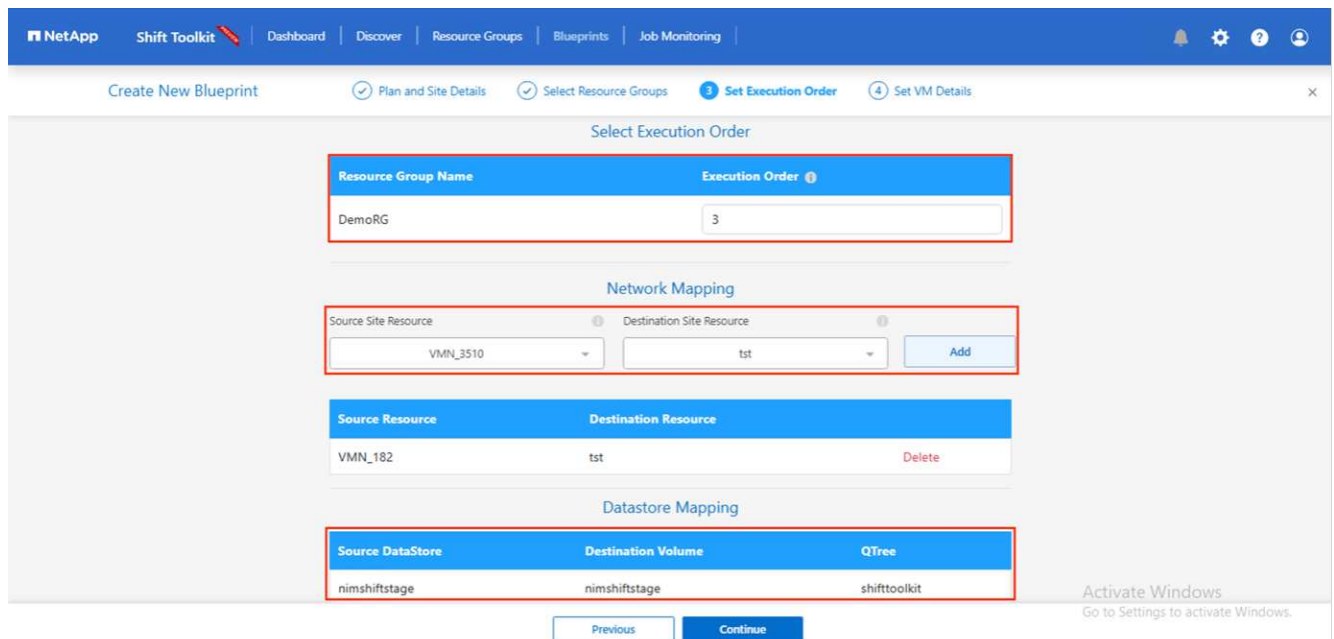 NetApp Shift Toolkit Dashboard Discover Resource Groups Blueprints Job Monitoring
Create New Blueprint Plan and Site Details Select Resource Groups 3 Set Execution Order 4 Set VM Details
Select Execution Order
Resource Group Name Execution Order
DemoRG 3
Network Mapping
Source Site Resource Destination Site Resource
VMN_3510 tst Add
Source Resource Destination Resource
VMN_182 tst Delete
Datastore Mapping
Source DataStore Destination Volume QTree
nimshiftstage nimshiftstage shifttoolkit
Activate Windows
Go to Settings to activate Windows.
Previous Continue